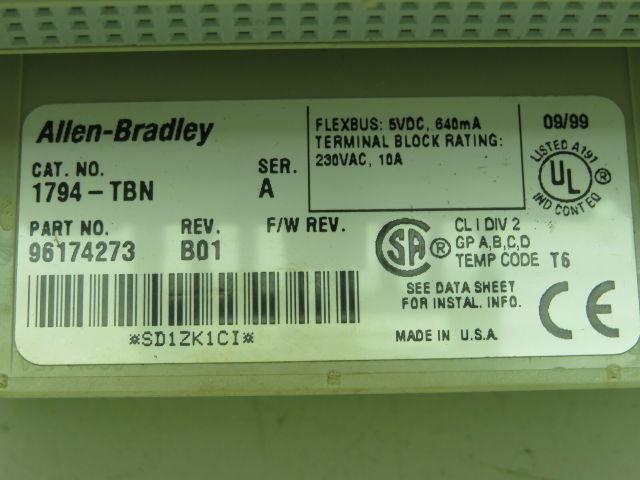 Allen-Bradley
CAT. NO.
SER.
1794-TBN
A
FLEXBUS: 5VDC, 640mA
TERMINAL BLOCK RATING:
230VAC, 10A
09/99
LISTED A197
UL ®
IND CONT EQ
PART NO.
REV.
F/W REV.
96174273
B01
SA ®
CL I DIV 2
GP A,B,C,D
TEMP CODE T6
SEE DATA SHEET
FOR INSTAL. INFO.
CE
*SD1ZK1CI*
MADE IN U.S.A.